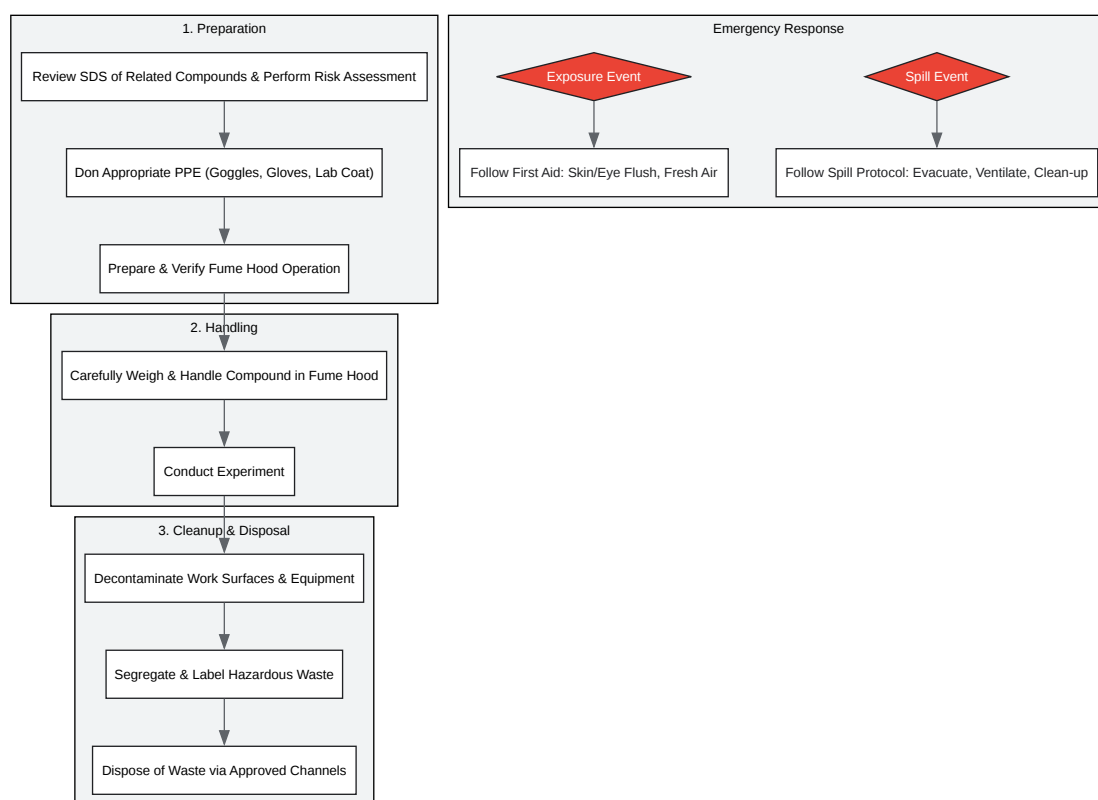 1. Preparation
Review SDS of Related Compounds & Perform Risk Assessment
Don Appropriate PPE (Goggles, Gloves, Lab Coat)
Prepare & Verify Fume Hood Operation
2. Handling
Carefully Weigh & Handle Compound in Fume Hood
Conduct Experiment
3. Cleanup & Disposal
Decontaminate Work Surfaces & Equipment
Segregate & Label Hazardous Waste
Dispose of Waste via Approved Channels
Emergency Response
Exposure Event
Follow First Aid: Skin/Eye Flush, Fresh Air
Spill Event
Follow Spill Protocol: Evacuate, Ventilate, Clean-up